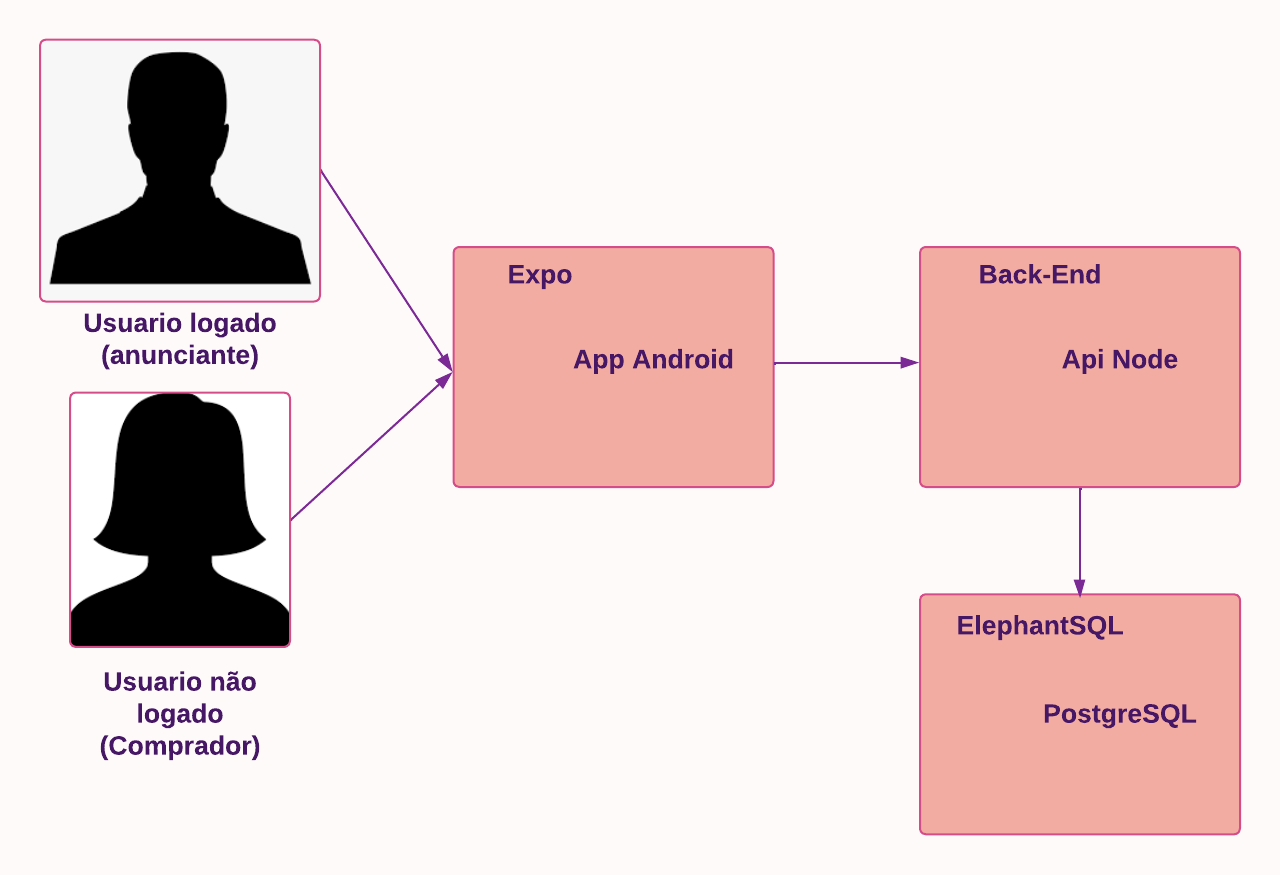 Usuario logado
(anunciante)
Usuario não
logado
(Comprador)
Expo
App Android
Back-End
Api Node
ElephantSQL
PostgreSQL